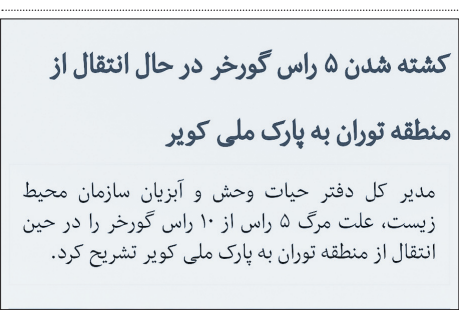 کشته شدن ۵ راس گورخر در حال انتقال از
منطقه توران به پارک ملی کویر
مدیر کل دفتر حیات وحش و آبزیان سازمان محیط
زیست، علت مرگ ۵ راس از ۱۰ راس گورخر را در حین
انتقال از منطقه توران به پارک ملی کویر تشریح کرد.